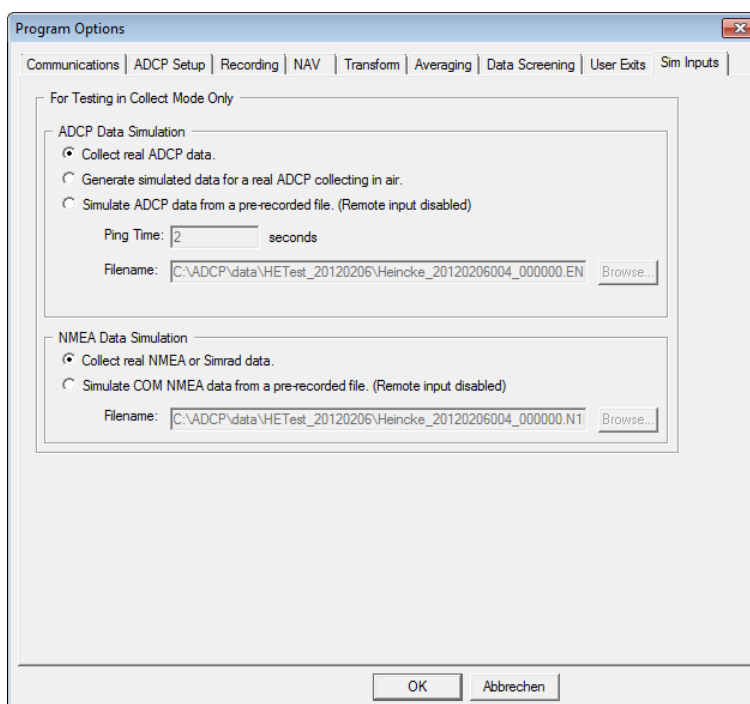 Program Options
Communications ADCP Setup Recording NAV Transform Averaging Data Screening User Exits Sim Inputs
For Testing in Collect Mode Only
ADCP Data Simulation
Collect real ADCP data.
Generate simulated data for a real ADCP collecting in air.
Simulate ADCP data from a pre-recorded file. (Remote input disabled)
Ping Time: 2 seconds
Filename: C:\ADCP\data\HETest_20120206\Heincke_20120206004_000000.EN Browse...
NMEA Data Simulation
Collect real NMEA or Simrad data.
Simulate COM NMEA data from a pre-recorded file. (Remote input disabled)
Filename: C:\ADCP\data\HETest_20120206\Heincke_20120206004_000000.N1 Browse...
OK Abbrechen